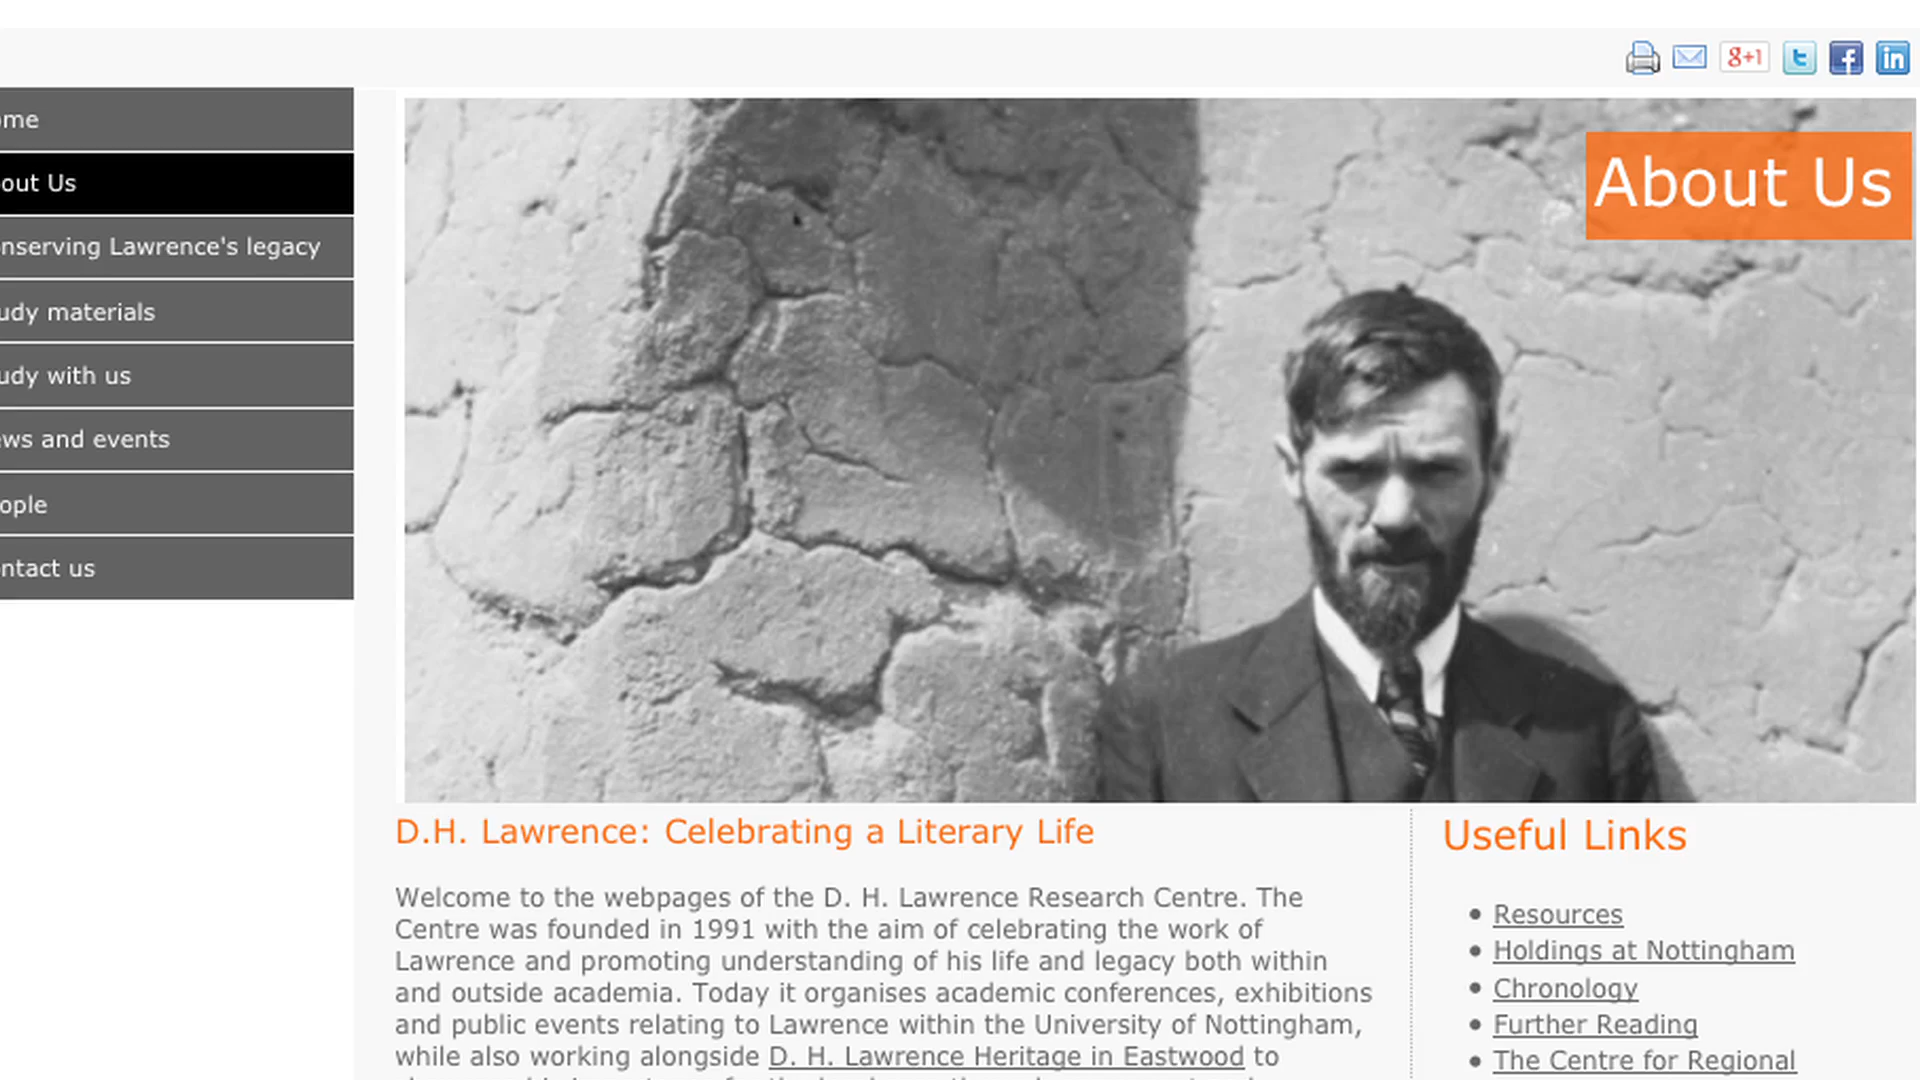 8+1
ome
out Us
nserving Lawrence's legacy
udy materials
udy with us
ws and events
ople
ntact us
About Us
D.H. Lawrence: Celebrating a Literary Life
Welcome to the webpages of the D. H. Lawrence Research Centre. The
Centre was founded in 1991 with the aim of celebrating the work of
Lawrence and promoting understanding of his life and legacy both within
and outside academia. Today it organises academic conferences, exhibitions
and public events relating to Lawrence within the University of Nottingham,
while also working alongside D. H. Lawrence Heritage in Eastwood to
Useful Links
Resources
Holdings at Nottingham
Chronology
Further Reading
The Centre for Regional